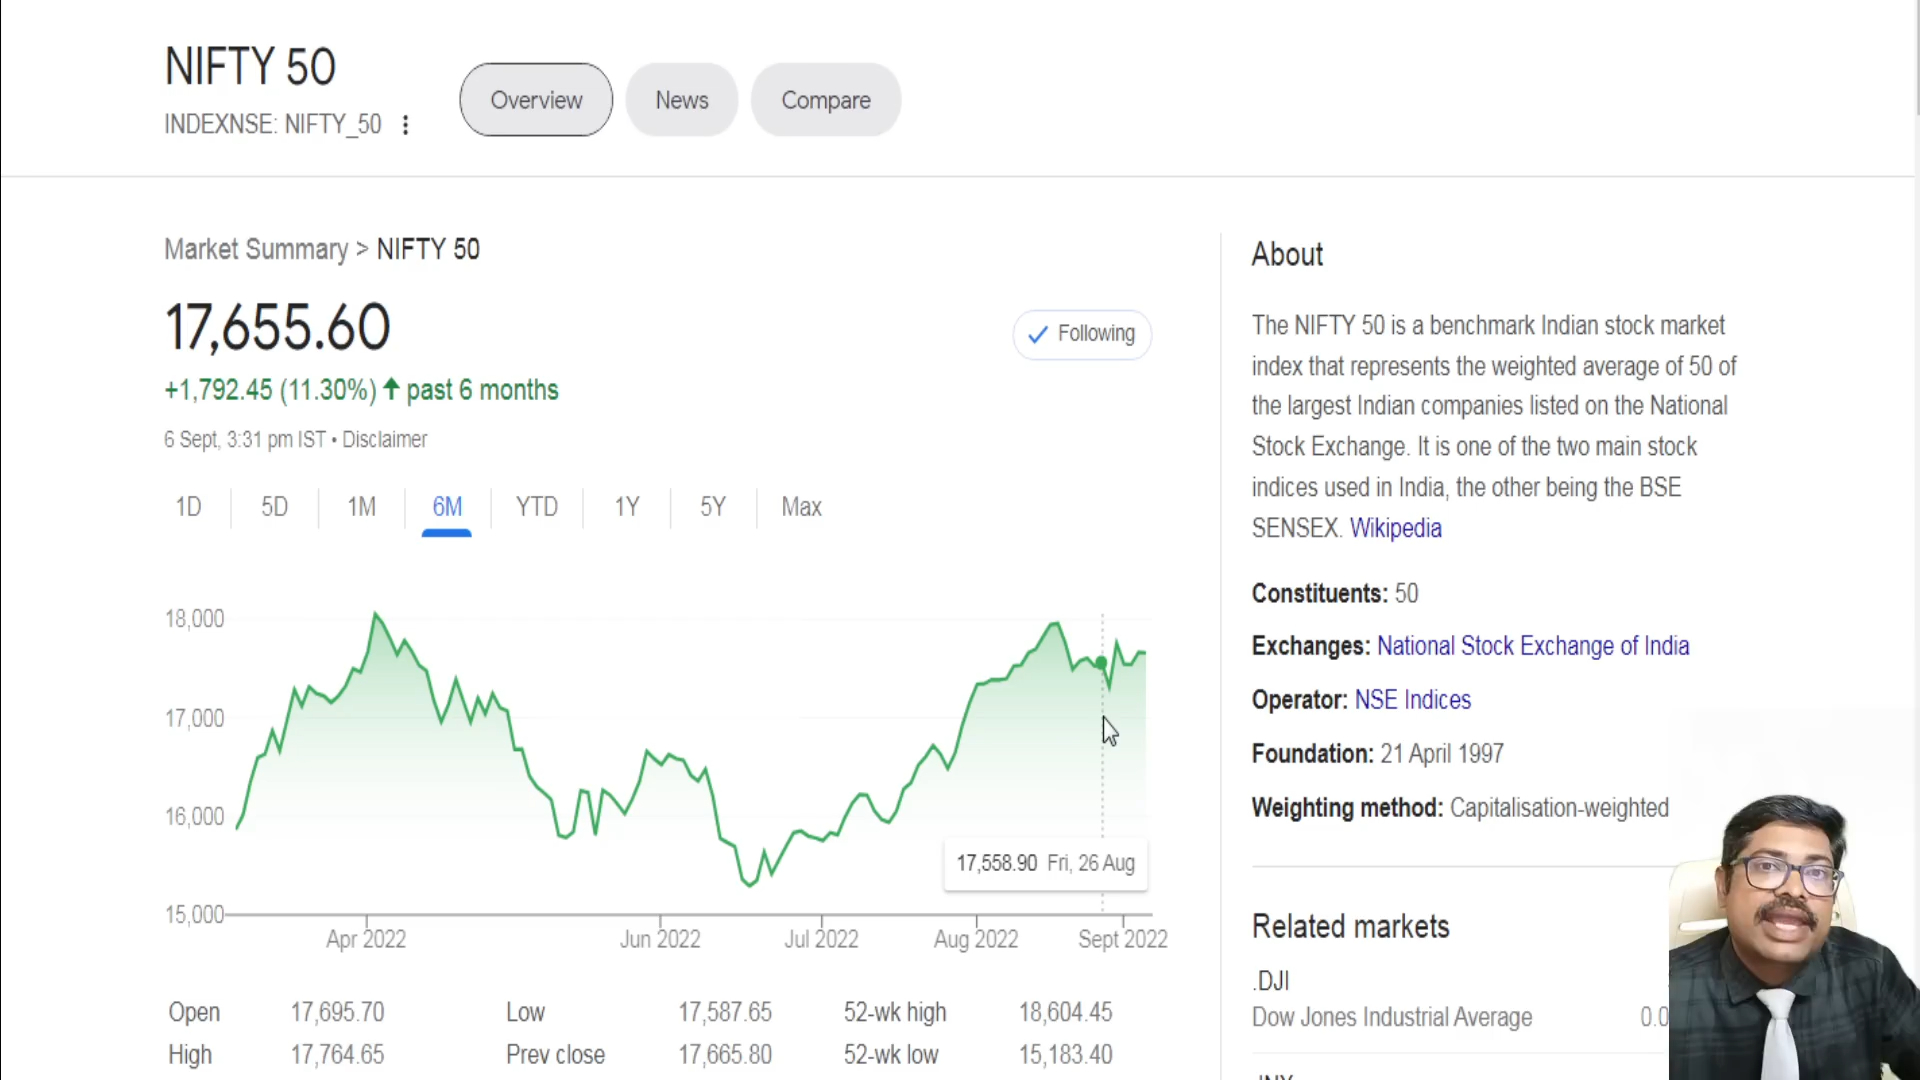 NIFTY 50
INDEXNSE: NIFTY_50
Overview
News
Compare
Market Summary > NIFTY 50
17,655.60
Following
+1,792.45 (11.30%) ↑ past 6 months
6 Sept, 3:31 pm IST • Disclaimer
1D 5D 1M 6M YTD 1Y 5Y Max
18,000
17,000
16,000
15,000
17,558.90 Fri, 26 Aug
Apr 2022 Jun 2022 Jul 2022 Aug 2022 Sept 2022
Open 17,695.70 Low 17,587.65 52-wk high 18,604.45
High 17,764.65 Prev close 17,665.80 52-wk low 15,183.40
About
The NIFTY 50 is a benchmark Indian stock market
index that represents the weighted average of 50 of
the largest Indian companies listed on the National
Stock Exchange. It is one of the two main stock
indices used in India, the other being the BSE
SENSEX. Wikipedia
Constituents: 50
Exchanges: National Stock Exchange of India
Operator: NSE Indices
Foundation: 21 April 1997
Weighting method: Capitalisation-weighted
Related markets
.DJI
Dow Jones Industrial Average 0.0